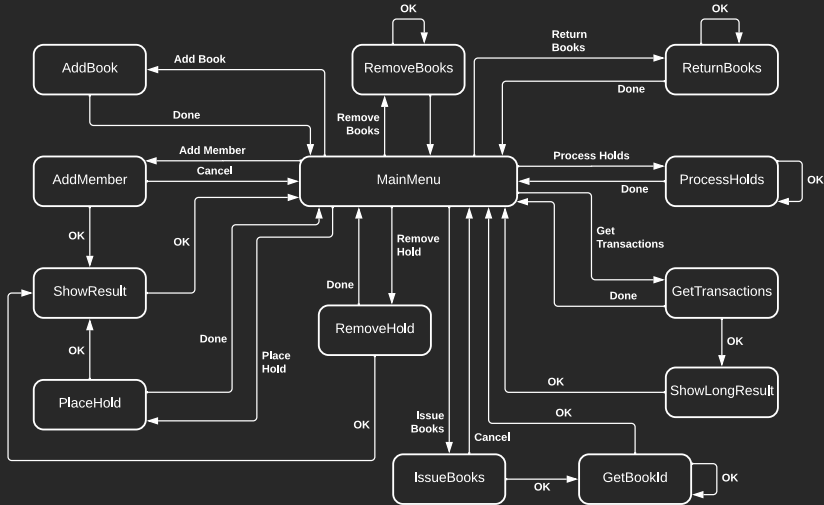 OK
OK
Return
Books
AddBook
Add Book
RemoveBooks
ReturnBooks
Done
Done
Remove
Books
Add Member
Process Holds
AddMember
Cancel
MainMenu
ProcessHolds
OK
Done
OK
OK
Remove
Hold
Get
Transactions
ShowResult
Done
GetTransactions
Done
RemoveHold
Done
OK
OK
Place
Hold
OK
ShowLongResult
PlaceHold
OK
Issue
Books
OK
Cancel
IssueBooks
OK
GetBookId
OK